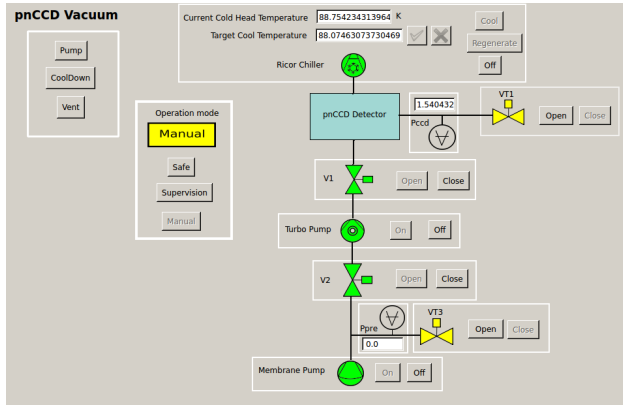 pnCCD Vacuum
Pump
CoolDown
Vent
Current Cold Head Temperature 88.754234313964 K
Target Cool Temperature 88.07463073730469
Cool
Regenerate
Off
Ricor Chiller
Operation mode
Manual
Safe
Supervision
Manual
pnCCD Detector
1.540432
Pccd
VT1
Open Close
V1
Open Close
Turbo Pump
On Off
V2
Open Close
Ppre
0.0
VT3
Open Close
Membrane Pump
On Off